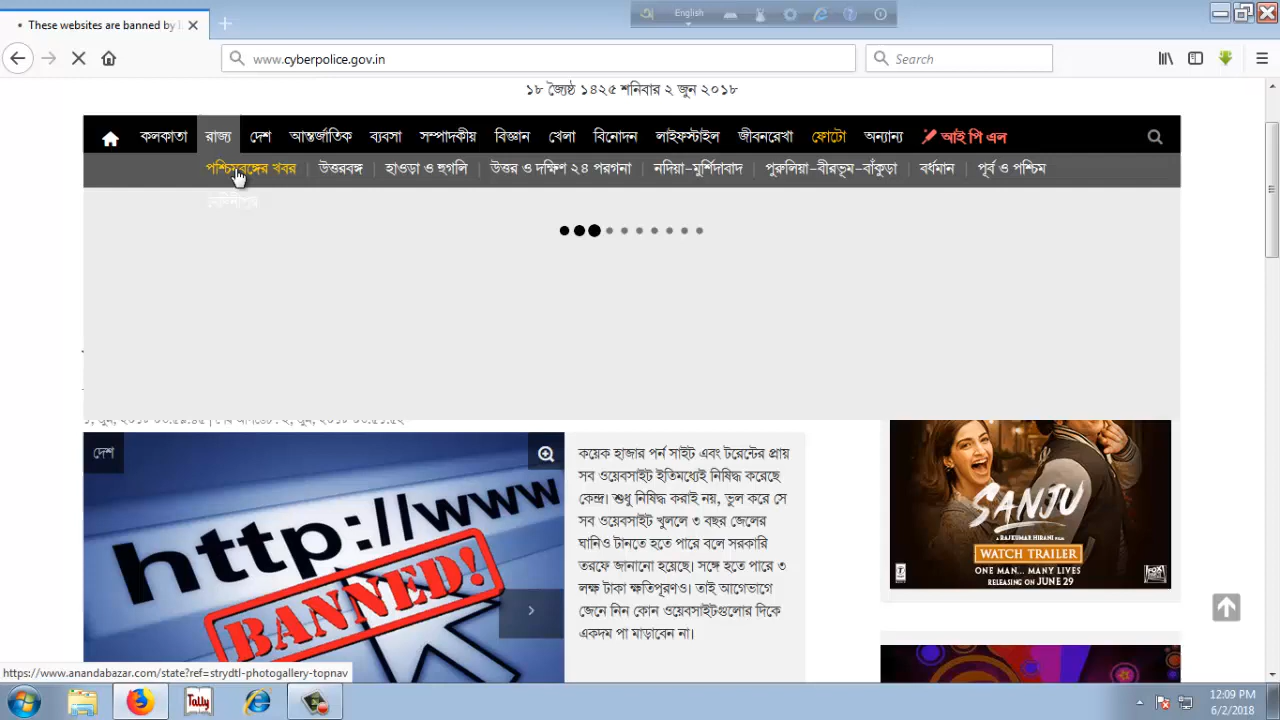 These websites are banned by
English
www.cyberpolice.gov.in
Search
১৮ জ্যৈষ্ঠ ১৪২৫ শনিবার ২ জুন ২০১৮
কলকাতা রাজ্য দেশ আন্তর্জাতিক ব্যবসা সম্পাদকীয় বিজ্ঞান খেলা বিনোদন লাইফস্টাইল জীবনরেখা ফোটো অন্যান্য আই পি এল
পশ্চিমবঙ্গের খবর | উত্তরবঙ্গ | হাওড়া ও হুগলি | উত্তর ও দক্ষিণ ২৪ পরগনা | নদিয়া-মুর্শিদাবাদ | পুরুলিয়া-বীরভূম-বাঁকুড়া | বর্ধমান | পূর্ব ও পশ্চিম
মেদিনীপুর
দেশ
http://www
BANNED!
কয়েক হাজার পর্ন সাইট এবং টরেন্টের প্রায়
সব ওয়েবসাইট ইতিমধ্যেই নিষিদ্ধ করেছে
কেন্দ্র। শুধু নিষিদ্ধ করাই নয়, ভুল করে সে
সব ওয়েবসাইট খুললে ৩ বছর জেলের
ঘানিও টানতে হতে পারে বলে সরকারি
তরফে জানানো হয়েছে। সঙ্গে হতে পারে ৩
লক্ষ টাকা ক্ষতিপূরণও। তাই আগেভাগে
জেনে নিন কোন ওয়েবসাইটগুলোর দিকে
একদম পা মাড়াবেন না।
SANJU
A RAJKUMAR HIRANI FILM
WATCH TRAILER
ONE MAN... MANY LIVES
RELEASING ON JUNE 29
https://www.anandabazar.com/state?ref=strydtl-photogallery-topnav
Tally
12:09 PM
6/2/2018